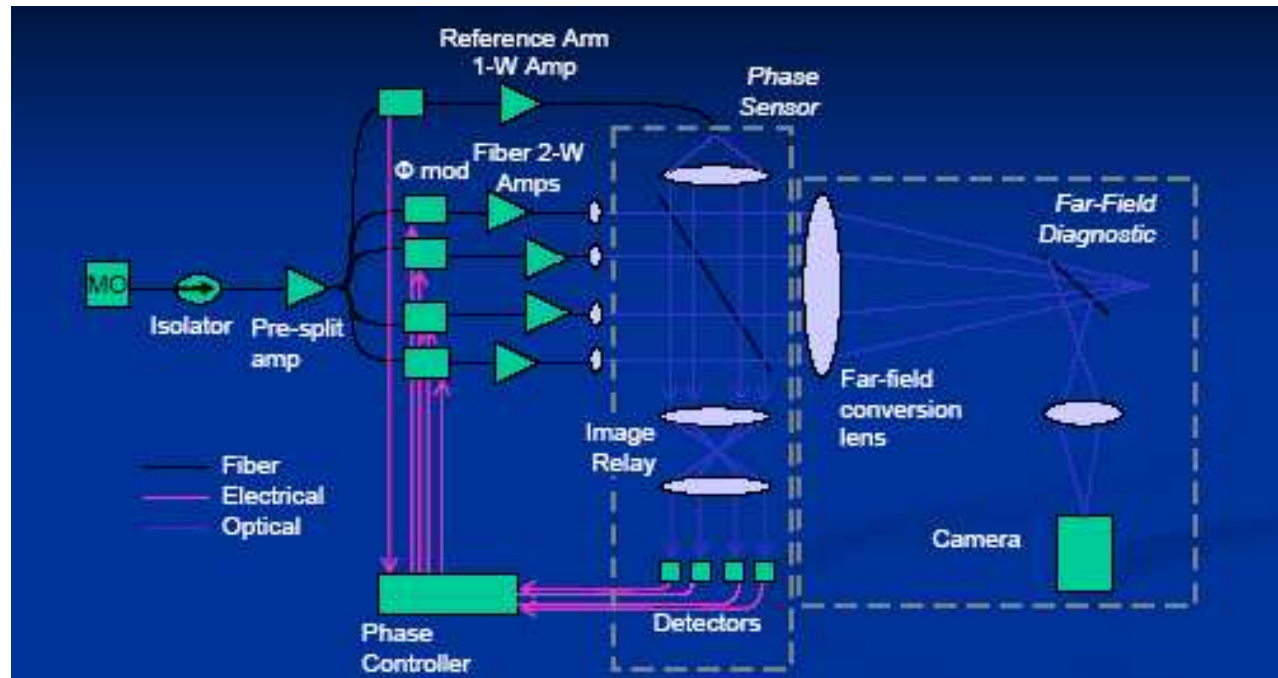 Reference Arm
1-W Amp
Phase
Sensor
Φ mod
Fiber 2-W
Amps
Far-Field
Diagnostic
MO
Isolator
Pre-split
amp
Far-field
conversion
lens
Image
Relay
Fiber
Electrical
Optical
Camera
Detectors
Phase
Controller